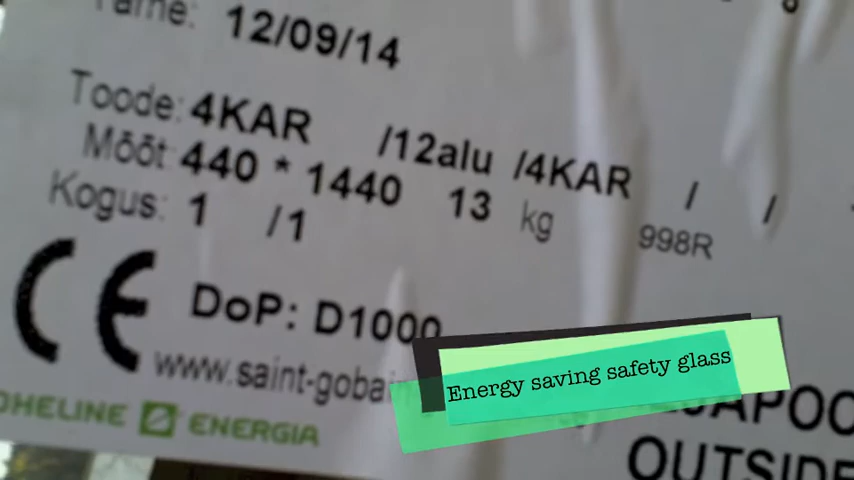 Tarne: 12/09/14
Toode: 4KAR /12alu /4KAR / /
Mõõt: 440 * 1440 13 kg 998R
Kogus: 1 /1
CE DoP: D1000
www.saint-gobai
OHELINE ENERGIA
Energy saving safety glass
OUTSIDE